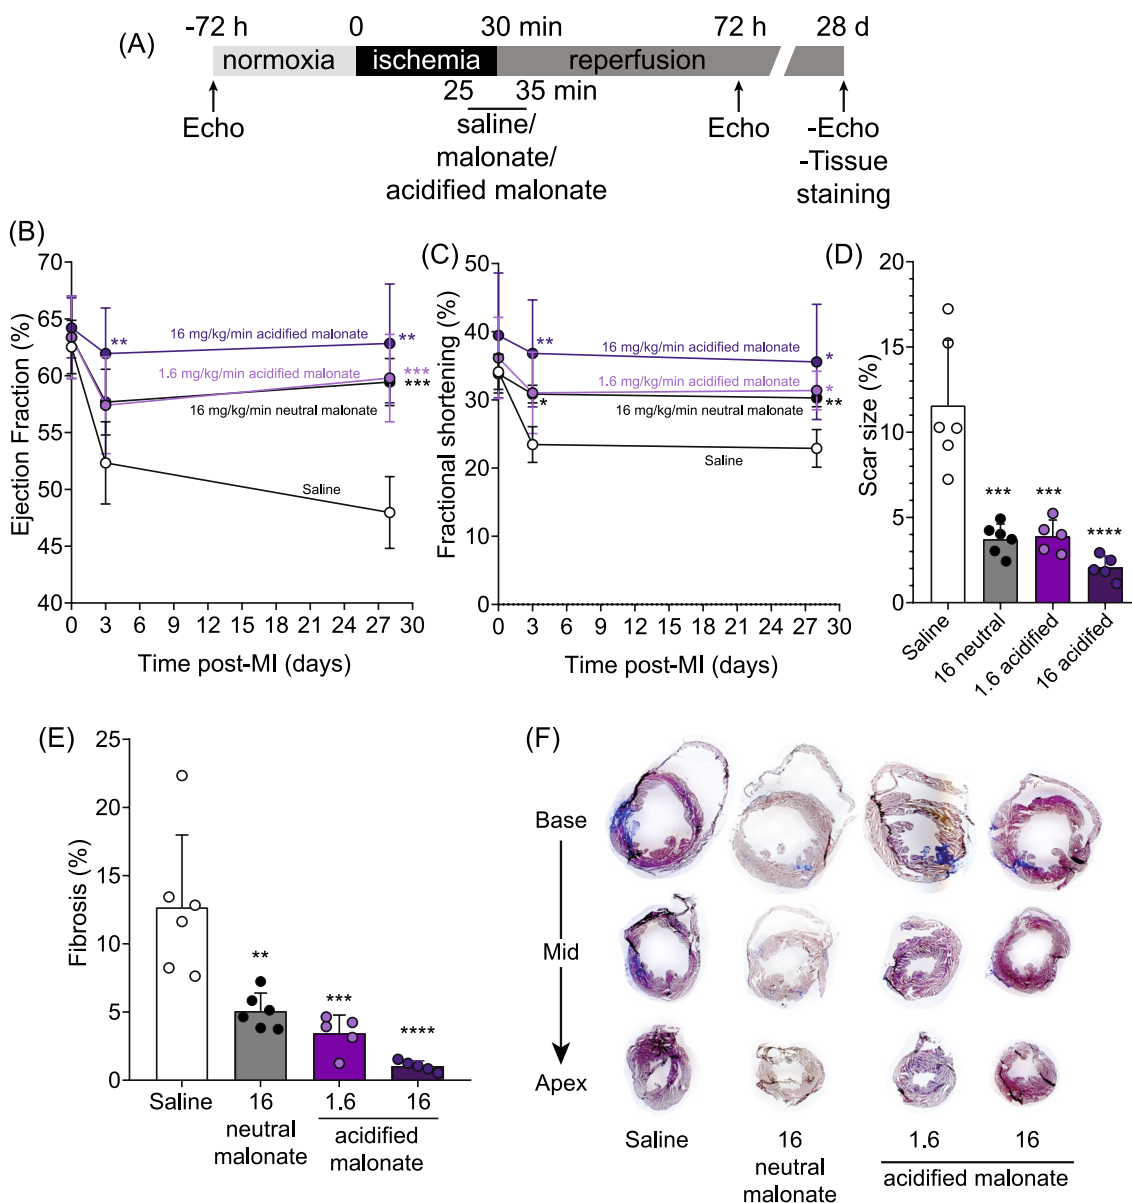 (A)
-72 h 0 30 min 72 h 28 d
normoxia ischemia reperfusion
25 35 min
Echo saline/ Echo -Echo
malonate/ -Tissue
acidified malonate staining
(B)
Ejection Fraction (%)
70
65
60
55
50
45
40
16 mg/kg/min acidified malonate
1.6 mg/kg/min acidified malonate
16 mg/kg/min neutral malonate
Saline
**
**
***
***
0 3 6 9 12 15 18 21 24 27 30
Time post-MI (days)
(C)
Fractional shortening (%)
50
40
30
20
10
0
**
16 mg/kg/min acidified malonate
*
1.6 mg/kg/min acidified malonate
*
*
16 mg/kg/min neutral malonate
**
Saline
0 3 6 9 12 15 18 21 24 27 30
Time post-MI (days)
(D)
Scar size (%)
20
15
10
5
0
*** *** ****
Saline
16 neutral
1.6 acidified
16 acidifed
(E)
Fibrosis (%)
25
20
15
10
5
0
** *** ****
Saline 16 1.6 16
neutral acidified
malonate malonate
(F)
Base
Mid
Apex
Saline 16 1.6 16
neutral acidified malonate
malonate